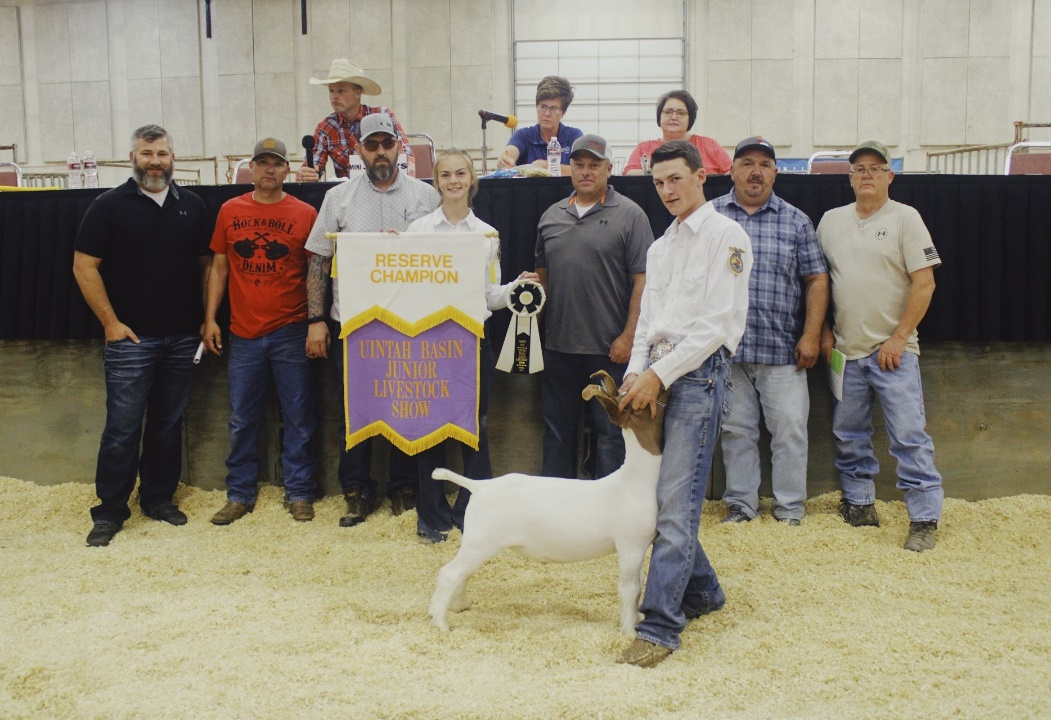 RESERVE
CHAMPION
UINTAH BASIN
JUNIOR
LIVESTOCK
SHOW
ROCK & ROLL
DENIM